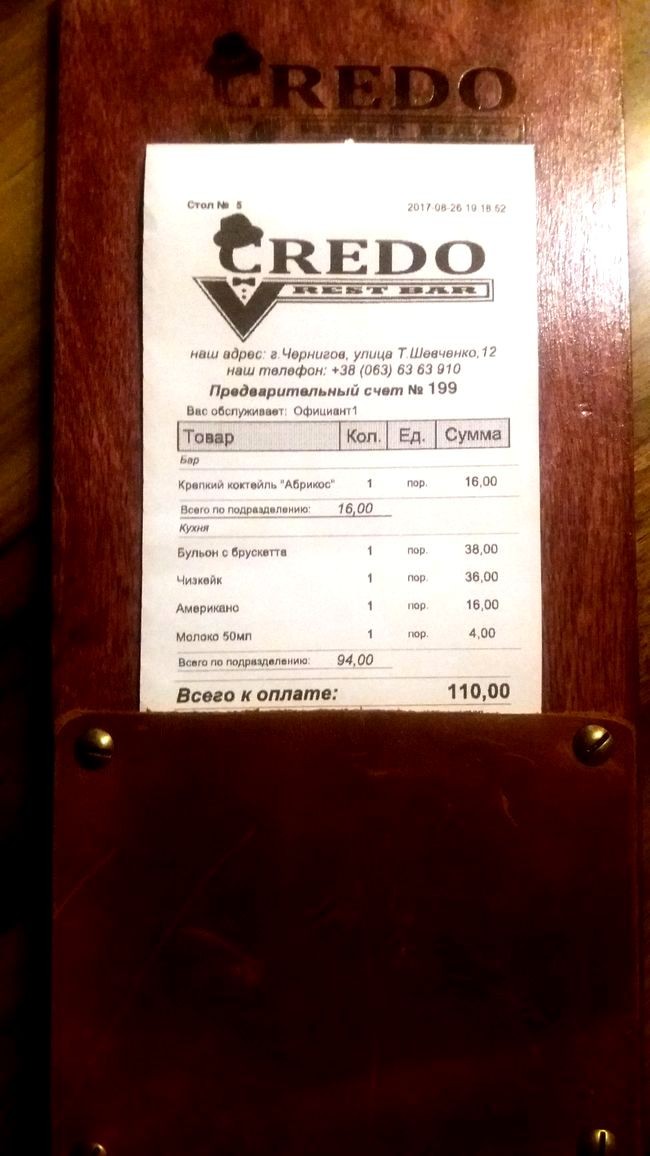 CREDO
REST BAR
Стол № 5 2017-08-26 19 18 52
CREDO
REST BAR
наш адрес: г.Чернигов, улица Т.Шевченко,12
наш телефон: +38 (063) 63 63 910
Предварительный счет № 199
Вас обслуживает: Официант1
Товар Кол. Ед. Сумма
Бар
Крепкий коктейль "Абрикос" 1 пор. 16,00
Всего по подразделению: 16,00
Кухня
Бульон с брускетта 1 пор. 38,00
Чизкейк 1 пор. 36,00
Американо 1 пор. 16,00
Молоко 50мл 1 пор. 4,00
Всего по подразделению: 94,00
Всего к оплате: 110,00